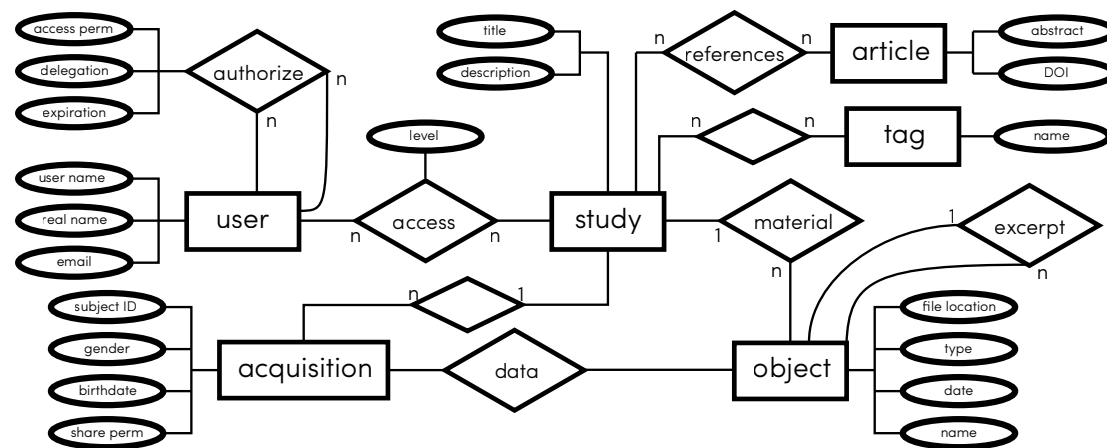 access perm
delegation
expiration
authorize
n
n
title
description
n
references
n
article
abstract
DOI
level
n
n
tag
name
user name
real name
email
user
n
access
n
study
1
material
n
1
excerpt
n
subject ID
gender
birthdate
share perm
n
1
acquisition
data
object
file location
type
date
name